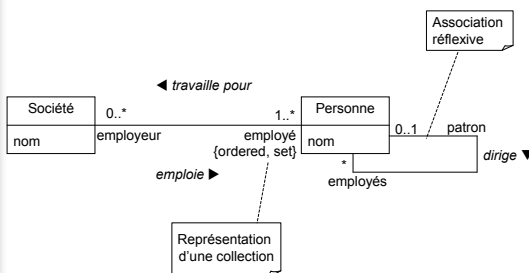 Association
réflexive
◄ travaille pour
Société
nom
0..*
employeur
1..*
employé
{ordered, set}
Personne
nom
0..1
patron
dirige ▼
*
employés
emploie ►
Représentation
d'une collection